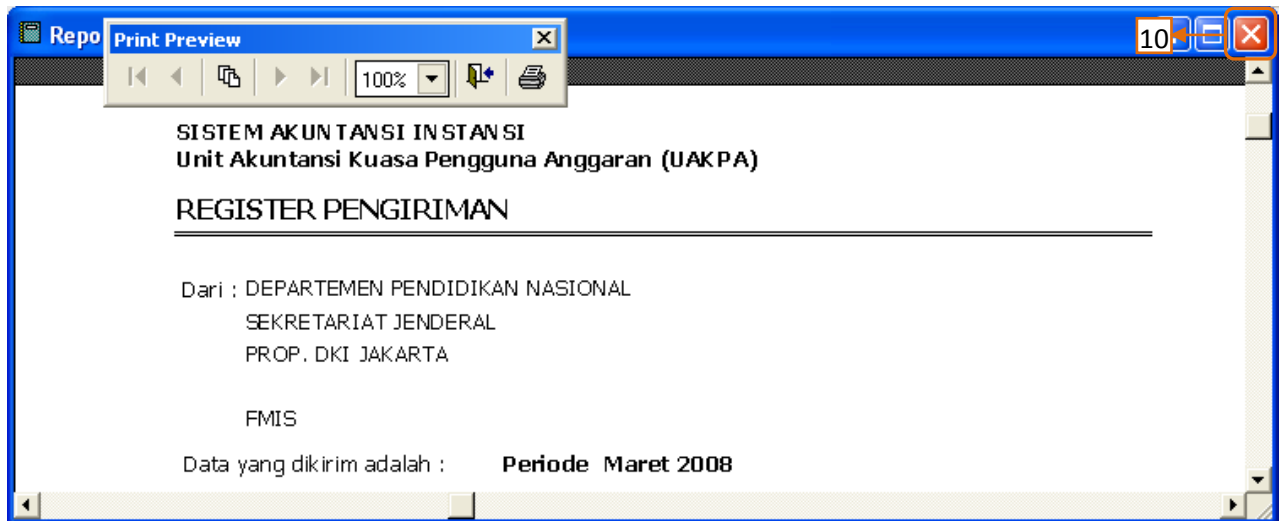 Repo
Print Preview
10
100%
SISTEM AKUNTANSI INSTANSI
Unit Akuntansi Kuasa Pengguna Anggaran (UAKPA)
REGISTER PENGIRIMAN
Dari : DEPARTEMEN PENDIDIKAN NASIONAL
SEKRETARIAT JENDERAL
PROP. DKI JAKARTA
FMIS
Data yang dikirim adalah : Periode Maret 2008